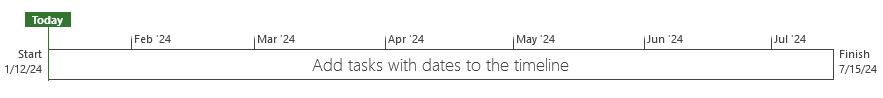 Today
Feb '24
Mar '24
Apr '24
May '24
Jun '24
Jul '24
Start
1/12/24
Add tasks with dates to the timeline
Finish
7/15/24